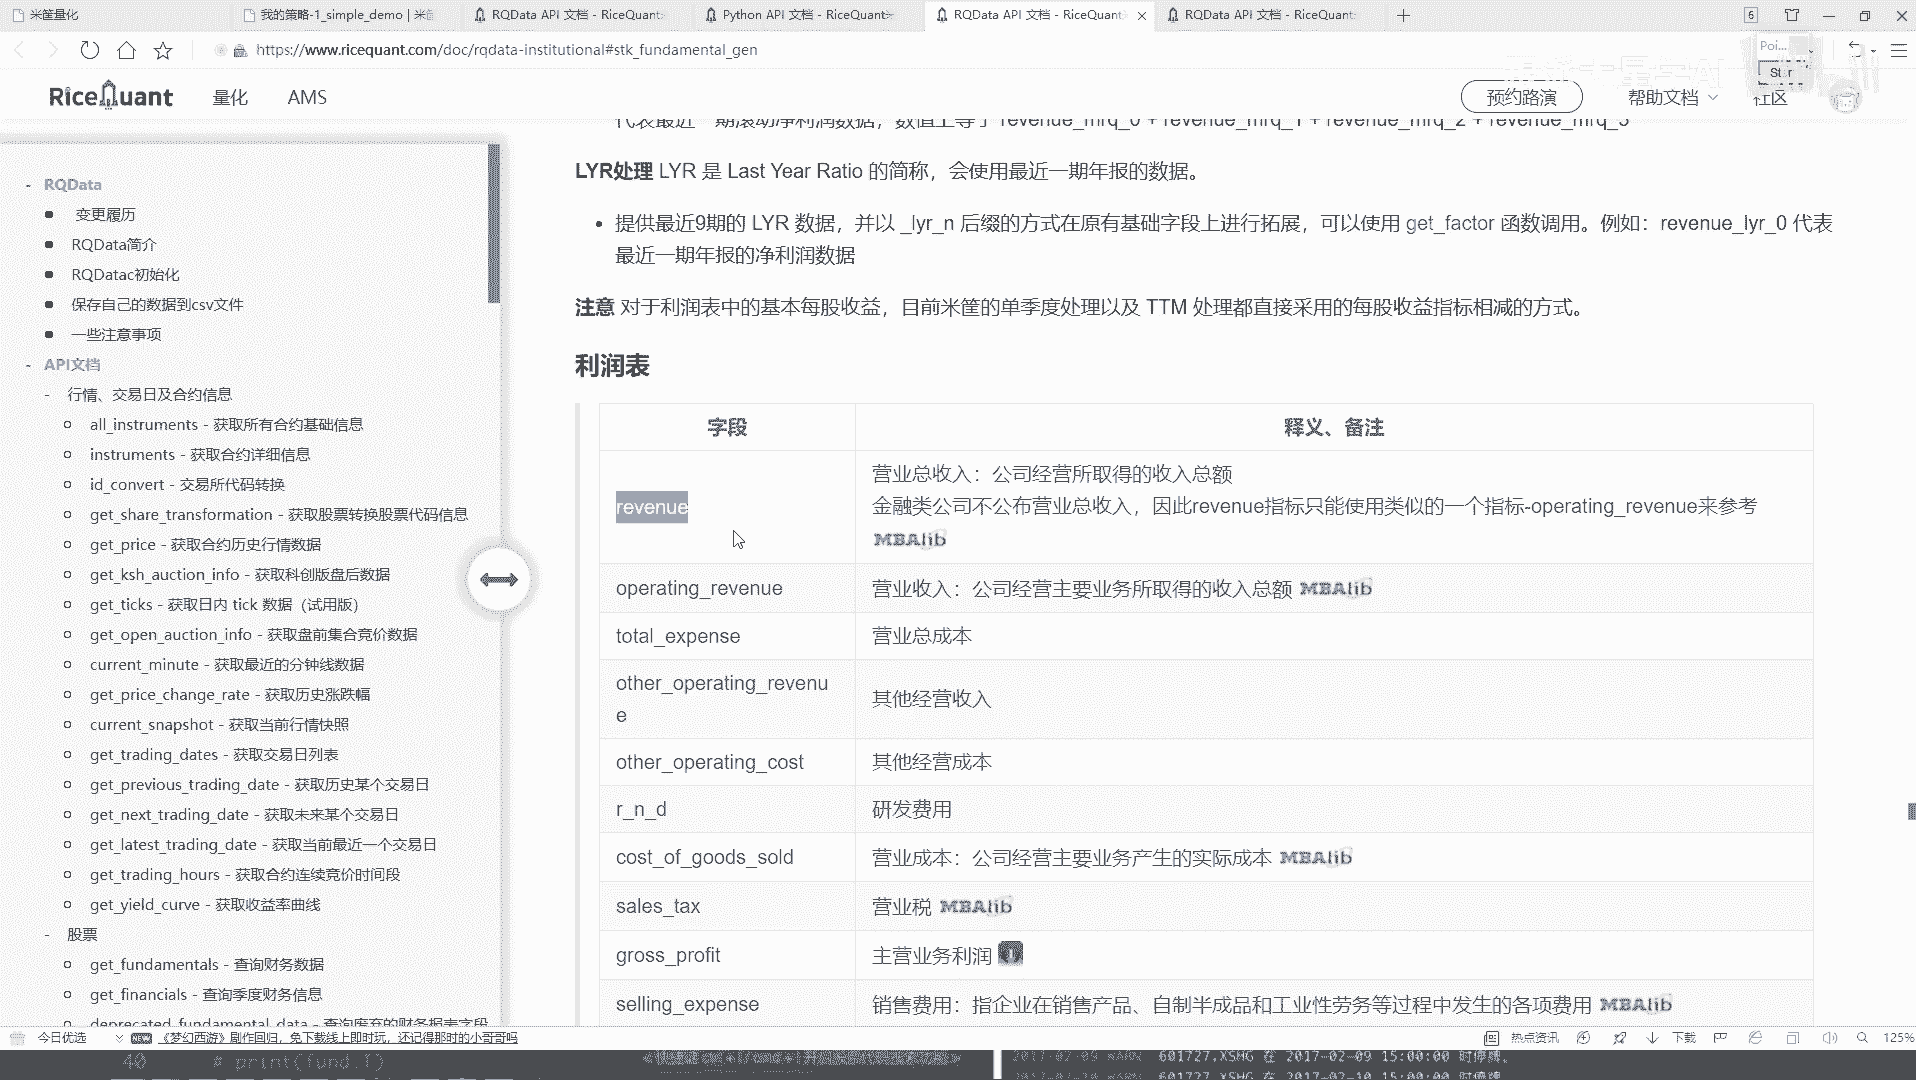 米筐量化
我的策略-1_simple_demo | 米筐
RQData API 文档 - RiceQuant
Python API 文档 - RiceQuant
RQData API 文档 - RiceQuant
RQData API 文档 - RiceQuant
6
https://www.ricequant.com/doc/rqdata-institutional#stk_fundamental_gen
Poi...
Star
RiceQuant
量化
AMS
预约路演
帮助文档
社区
代表最近一期滚动净利润数据，数值上等于 revenue_mrq_0 + revenue_mrq_1 + revenue_mrq_2 + revenue_mrq_3
LYR处理 LYR 是 Last Year Ratio 的简称，会使用最近一期年报的数据。
提供最近9期的 LYR 数据，并以 _lyr_n 后缀的方式在原有基础字段上进行拓展，可以使用 get_factor 函数调用。例如：revenue_lyr_0 代表
最近一期年报的净利润数据
注意 对于利润表中的基本每股收益，目前米筐的单季度处理以及 TTM 处理都直接采用的每股收益指标相减的方式。
利润表
字段
释义、备注
revenue
营业总收入：公司经营所取得的收入总额
金融类公司不公布营业总收入，因此revenue指标只能使用类似的一个指标-operating_revenue来参考
MBAlib
operating_revenue
营业收入：公司经营主要业务所取得的收入总额 MBAlib
total_expense
营业总成本
other_operating_revenu
e
其他经营收入
other_operating_cost
其他经营成本
r_n_d
研发费用
cost_of_goods_sold
营业成本：公司经营主要业务产生的实际成本 MBAlib
sales_tax
营业税 MBAlib
gross_profit
主营业务利润
selling_expense
销售费用：指企业在销售产品、自制半成品和工业性劳务等过程中发生的各项费用 MBAlib
- RQData
变更履历
RQData简介
RQDatac初始化
保存自己的数据到csv文件
一些注意事项
- API文档
- 行情、交易日及合约信息
all_instruments - 获取所有合约基础信息
instruments - 获取合约详细信息
id_convert - 交易所代码转换
get_share_transformation - 获取股票转换股票代码信息
get_price - 获取合约历史行情数据
get_ksh_auction_info - 获取科创版盘后数据
get_ticks - 获取日内 tick 数据（试用版）
get_open_auction_info - 获取盘前集合竞价数据
current_minute - 获取最近的分钟线数据
get_price_change_rate - 获取历史涨跌幅
current_snapshot - 获取当前行情快照
get_trading_dates - 获取交易日列表
get_previous_trading_date - 获取历史某个交易日
get_next_trading_date - 获取未来某个交易日
get_latest_trading_date - 获取当前最近一个交易日
get_trading_hours - 获取合约连续竞价时间段
get_yield_curve - 获取收益率曲线
- 股票
get_fundamentals - 查询财务数据
get_financials - 查询季度财务信息
deprecated_fundamental_data - 查询废弃的财务报表字段
今日优选
NEW
《梦幻西游》剧作回归，免下载线上即时玩，还记得那时的小哥哥吗
热点资讯
下载
125%
40 # print(fund.T)
2017-02-09 WARN 601727.XSHG 在 2017-02-09 15:00:00 时停牌。
601727.XSHG 在 2017-02-10 15:00:00 时停牌。